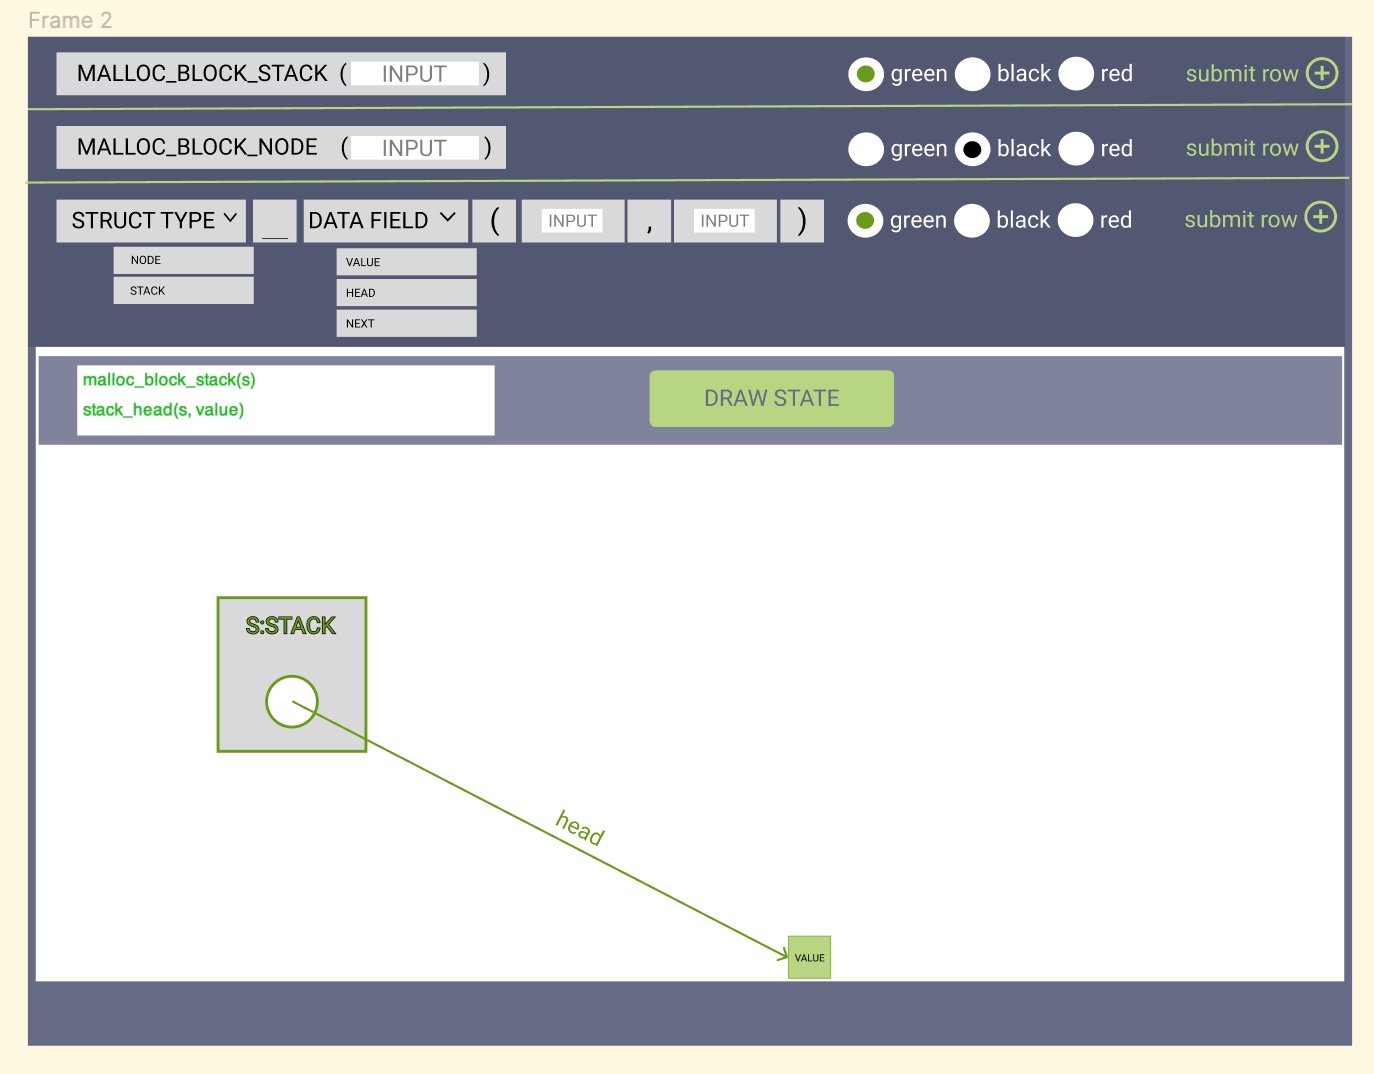 Frame 2
MALLOC_BLOCK_STACK ( INPUT ) green black red submit row
MALLOC_BLOCK_NODE ( INPUT ) green black red submit row
STRUCT TYPE _ DATA FIELD ( INPUT , INPUT ) green black red submit row
NODE
STACK
VALUE
HEAD
NEXT
malloc_block_stack(s)
stack_head(s, value)
DRAW STATE
S:STACK
head
VALUE